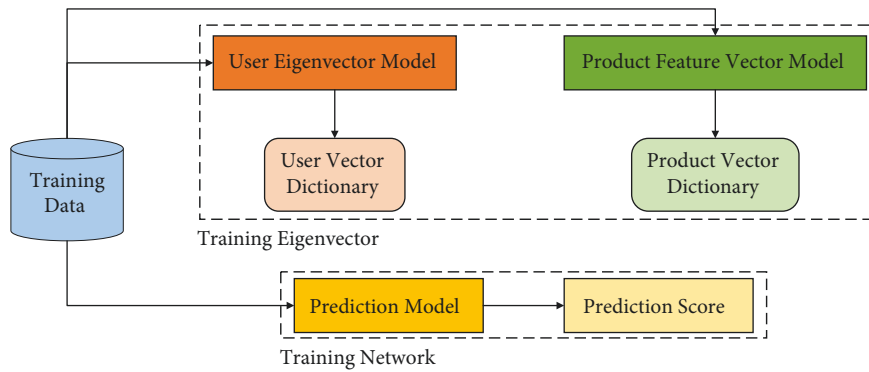 User Eigenvector Model
Product Feature Vector Model
User Vector
Dictionary
Product Vector
Dictionary
Training
Data
Training Eigenvector
Prediction Model
Prediction Score
Training Network